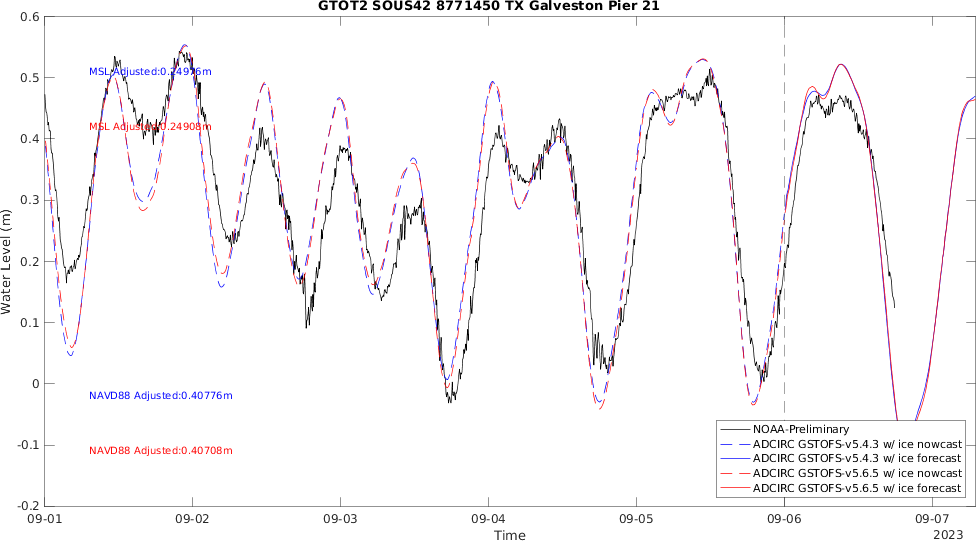 GTOT2 SOUS42 8771450 TX Galveston Pier 21
0.6
0.5
0.4
0.3
0.2
0.1
0
-0.1
-0.2
Water Level (m)
MSL Adjusted:0.24976m
MSL Adjusted:0.24908m
NAVD88 Adjusted:0.40776m
NAVD88 Adjusted:0.40708m
NOAA-Preliminary
ADCIRC GSTOFS-v5.4.3 w/ ice nowcast
ADCIRC GSTOFS-v5.4.3 w/ ice forecast
ADCIRC GSTOFS-v5.6.5 w/ ice nowcast
ADCIRC GSTOFS-v5.6.5 w/ ice forecast
09-01 09-02 09-03 09-04 09-05 09-06 09-07
Time
2023